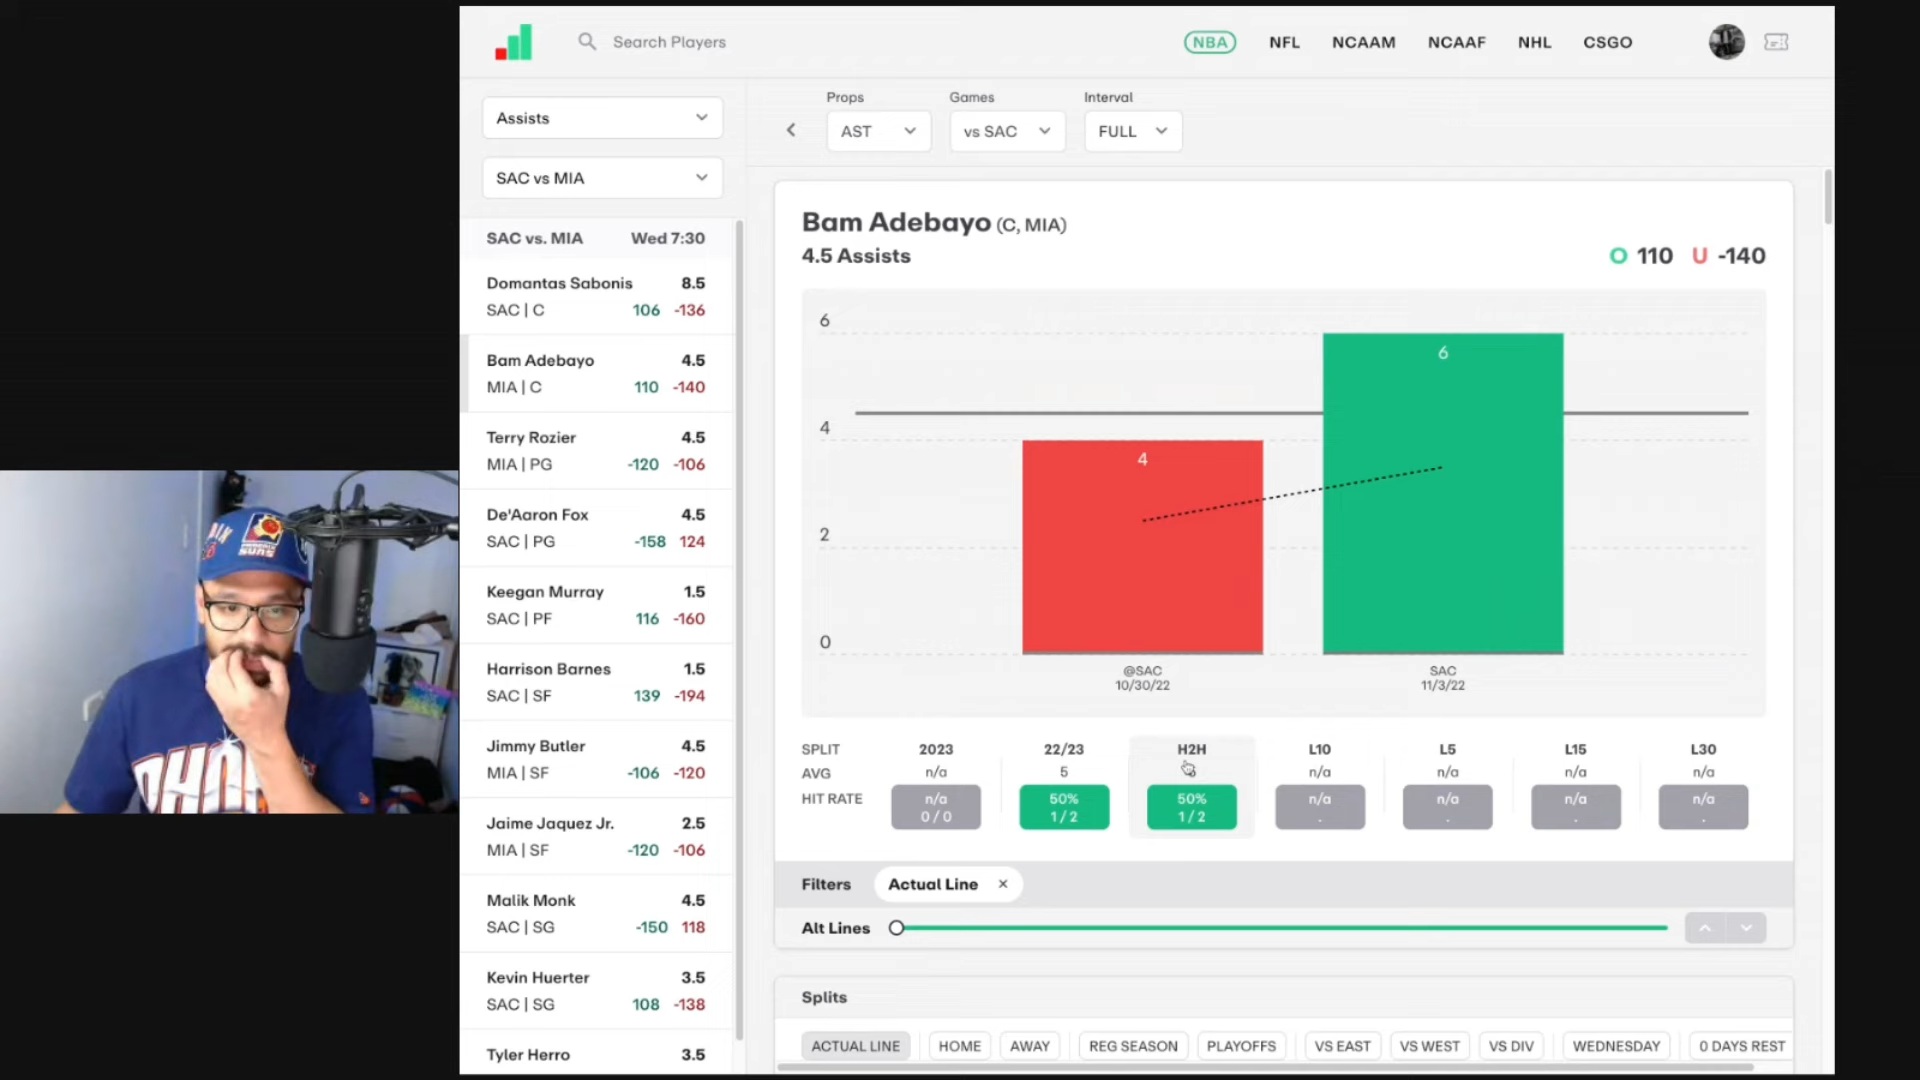 Search Players
NBA NFL NCAAM NCAAF NHL CSGO
Assists
SAC vs MIA
SAC vs. MIA Wed 7:30
Domantas Sabonis 8.5
SAC | C 106 -136
Bam Adebayo 4.5
MIA | C 110 -140
Terry Rozier 4.5
MIA | PG -120 -106
De'Aaron Fox 4.5
SAC | PG -158 124
Keegan Murray 1.5
SAC | PF 116 -160
Harrison Barnes 1.5
SAC | SF 139 -194
Jimmy Butler 4.5
MIA | SF -106 -120
Jaime Jaquez Jr. 2.5
MIA | SF -120 -106
Malik Monk 4.5
SAC | SG -150 118
Kevin Huerter 3.5
SAC | SG 108 -138
Tyler Herro 3.5
Props Games Interval
AST vs SAC FULL
Bam Adebayo (C, MIA)
4.5 Assists O 110 U -140
6
4
2
0
4
6
@SAC
10/30/22
SAC
11/3/22
SPLIT 2023 22/23 H2H L10 L5 L15 L30
AVG n/a 5 n/a n/a n/a n/a
HIT RATE n/a 50% 50% n/a n/a n/a n/a
0 / 0 1 / 2 1 / 2 . . . .
Filters Actual Line ×
Alt Lines
Splits
ACTUAL LINE HOME AWAY REG SEASON PLAYOFFS VS EAST VS WEST VS DIV WEDNESDAY 0 DAYS REST
SUNS